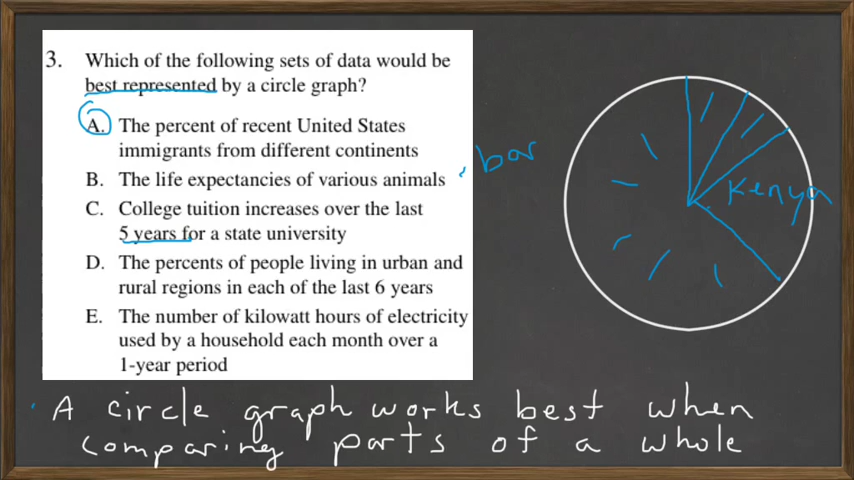 3. Which of the following sets of data would be
best represented by a circle graph?
A. The percent of recent United States
immigrants from different continents
B. The life expectancies of various animals
bar
C. College tuition increases over the last
5 years for a state university
D. The percents of people living in urban and
rural regions in each of the last 6 years
E. The number of kilowatt hours of electricity
used by a household each month over a
1-year period
Kenya
A circle graph works best when
comparing parts of a whole